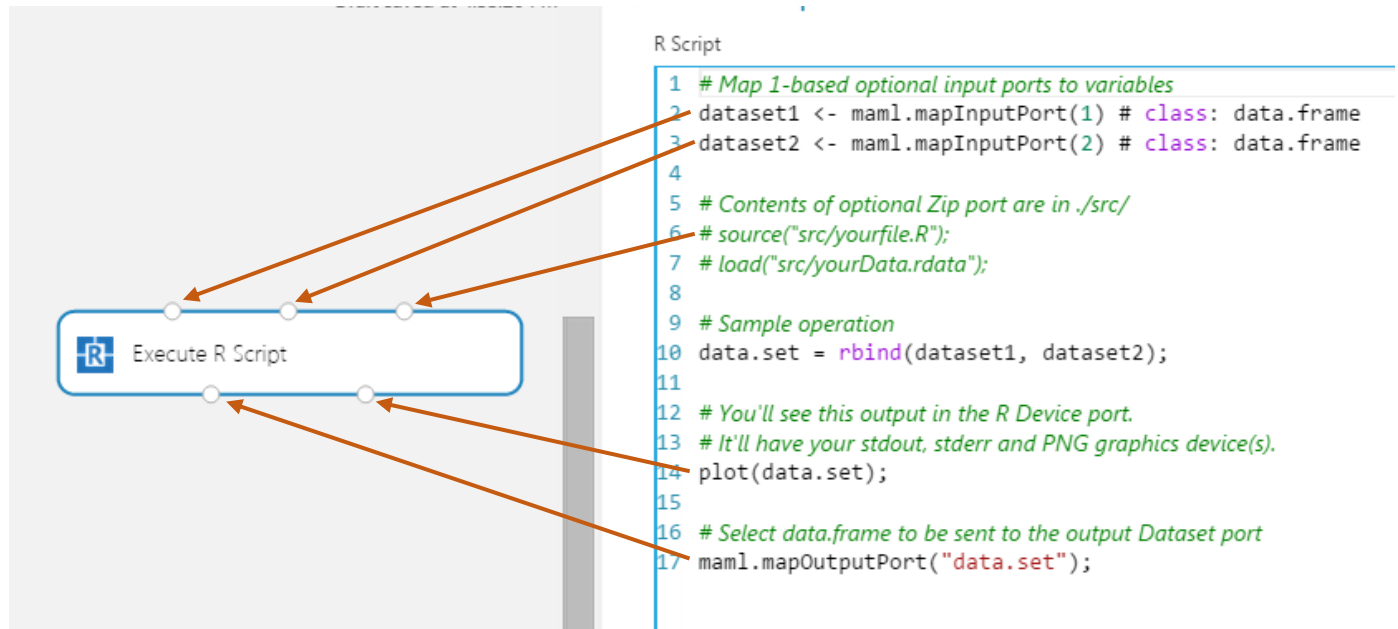 R Script
1 # Map 1-based optional input ports to variables
2 dataset1 <- maml.mapInputPort(1) # class: data.frame
3 dataset2 <- maml.mapInputPort(2) # class: data.frame
4
5 # Contents of optional Zip port are in ./src/
6 # source("src/yourfile.R");
7 # load("src/yourData.rdata");
8
9 # Sample operation
10 data.set = rbind(dataset1, dataset2);
11
12 # You'll see this output in the R Device port.
13 # It'll have your stdout, stderr and PNG graphics device(s).
14 plot(data.set);
15
16 # Select data.frame to be sent to the output Dataset port
17 maml.mapOutputPort("data.set");
R Execute R Script